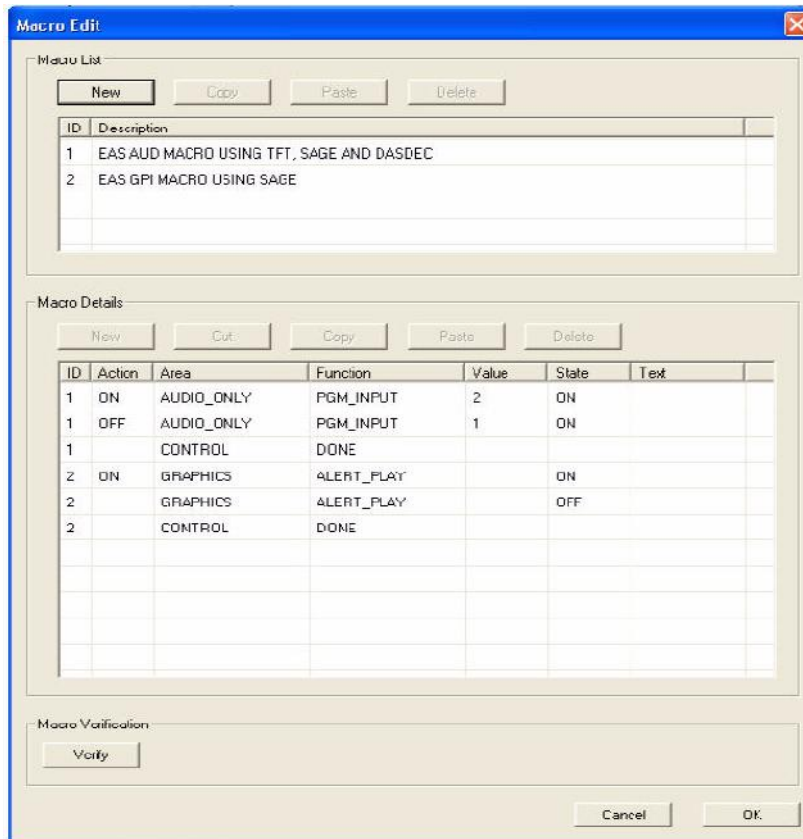 Macro Edit
Macro List
New Copy Paste Delete
ID Description
1 EAS AUD MACRO USING TFT, SAGE AND DASDEC
2 EAS GPI MACRO USING SAGE
Macro Details
New Cut Copy Paste Delete
ID Action Area Function Value State Text
1 ON AUDIO_ONLY PGM_INPUT 2 ON
1 OFF AUDIO_ONLY PGM_INPUT 1 ON
1 CONTROL DONE
2 ON GRAPHICS ALERT_PLAY ON
2 GRAPHICS ALERT_PLAY OFF
2 CONTROL DONE
Macro Verification
Verify
Cancel OK